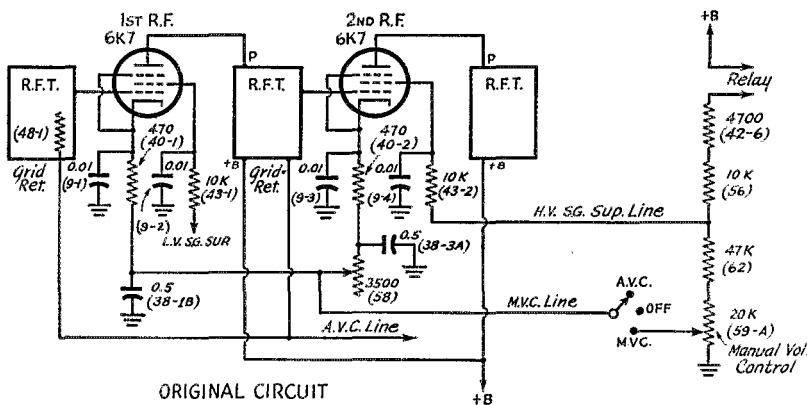 1ST R.F.
6K7
2ND R.F.
6K7
+B
P
P
R.F.T.
R.F.T.
R.F.T.
Relay
(48-1)
470
(40-1)
470
(40-2)
4700
(42-6)
Grid
Ret.
0.01
(9-1)
0.01
(9-2)
10K
(43-1)
+B
Grid
Ret.
0.01
(9-3)
0.01
(9-4)
10K
(43-2)
10K
(56)
L.V. S.G. SUP
H.V. S.G. Sup. Line
0.5
(38-3A)
47K
(62)
0.5
(38-1B)
3500
(58)
M.V.C. Line
A.V.C.
OFF
M.V.C.
20K
(59-A)
A.V.C. Line
Manual Vol.
Control
ORIGINAL CIRCUIT
+B